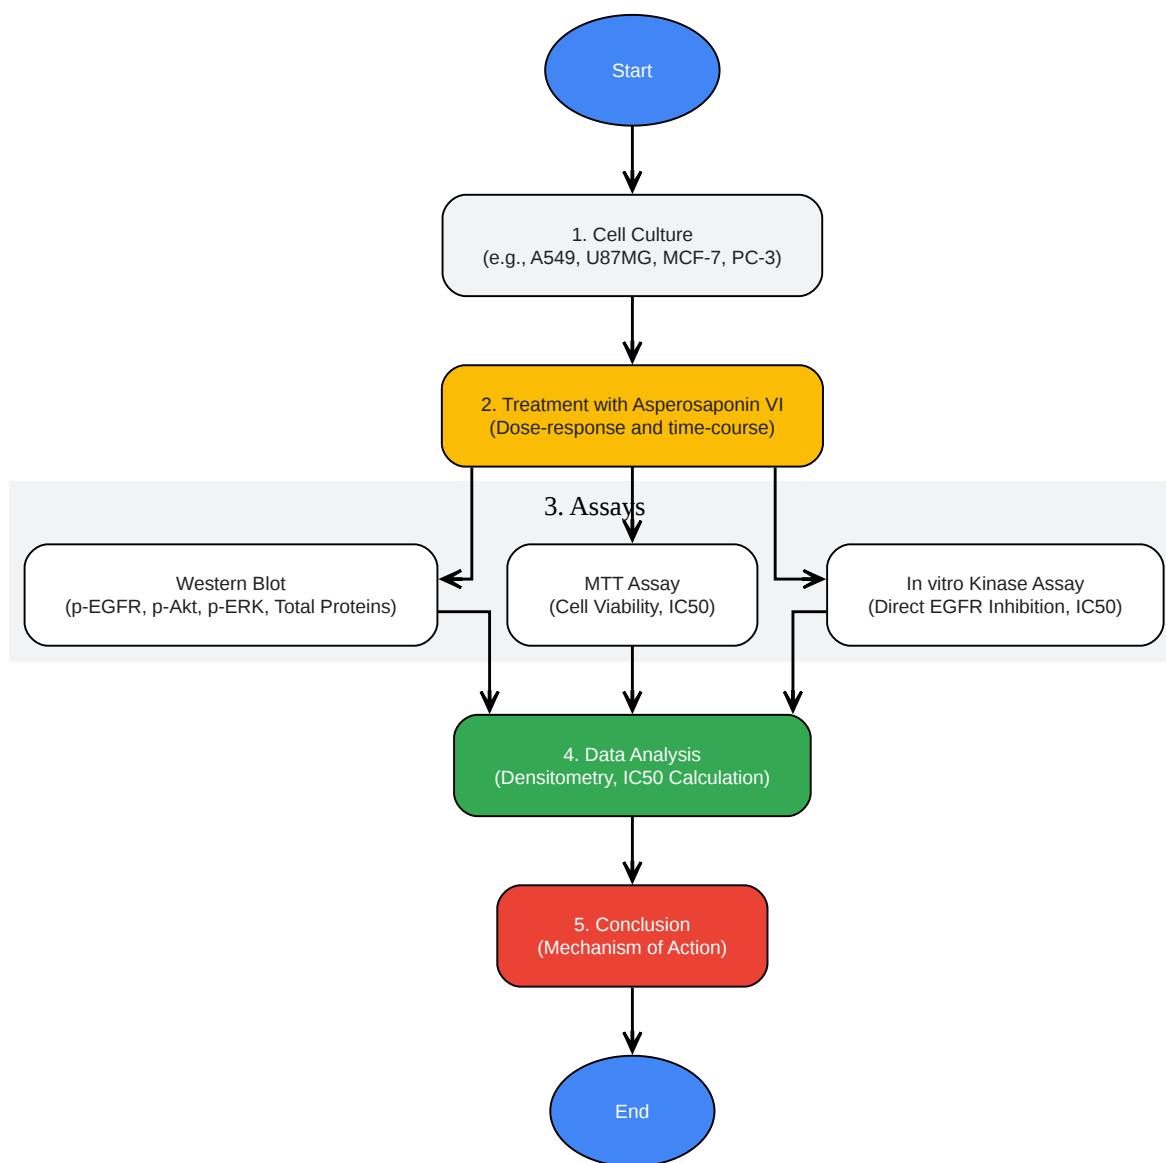 Start
1. Cell Culture
(e.g., A549, U87MG, MCF-7, PC-3)
2. Treatment with Asperosaponin VI
(Dose-response and time-course)
3. Assays
Western Blot
(p-EGFR, p-Akt, p-ERK, Total Proteins)
MTT Assay
(Cell Viability, IC50)
In vitro Kinase Assay
(Direct EGFR Inhibition, IC50)
4. Data Analysis
(Densitometry, IC50 Calculation)
5. Conclusion
(Mechanism of Action)
End